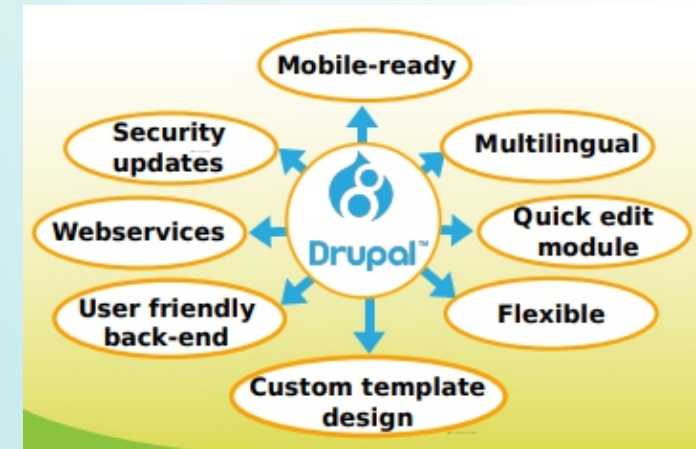 Mobile-ready
Security
updates
Multilingual
Webservices
Drupal™
Quick edit
module
User friendly
back-end
Flexible
Custom template
design